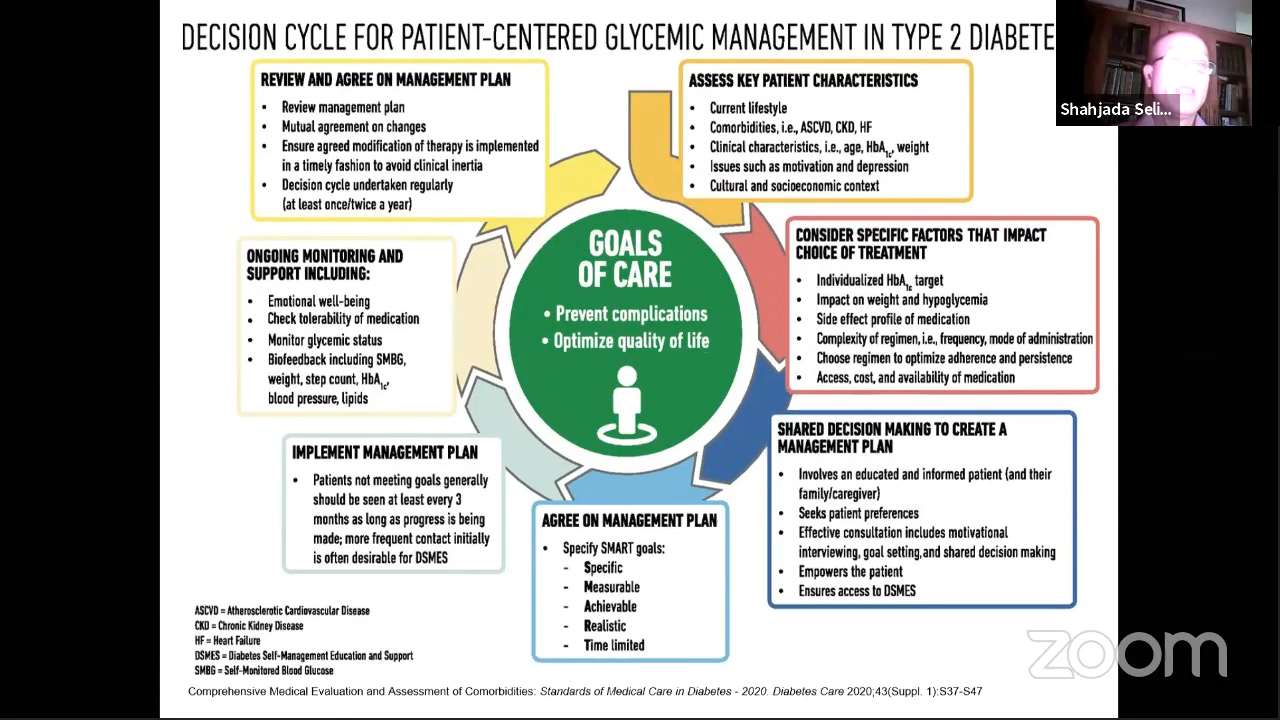 DECISION CYCLE FOR PATIENT-CENTERED GLYCEMIC MANAGEMENT IN TYPE 2 DIABETE
Shahjada Seli...
REVIEW AND AGREE ON MANAGEMENT PLAN
• Review management plan
• Mutual agreement on changes
• Ensure agreed modification of therapy is implemented
in a timely fashion to avoid clinical inertia
• Decision cycle undertaken regularly
(at least once/twice a year)
ASSESS KEY PATIENT CHARACTERISTICS
• Current lifestyle
• Comorbidities, i.e., ASCVD, CKD, HF
• Clinical characteristics, i.e., age, HbA1c, weight
• Issues such as motivation and depression
• Cultural and socioeconomic context
CONSIDER SPECIFIC FACTORS THAT IMPACT
CHOICE OF TREATMENT
• Individualized HbA1c target
• Impact on weight and hypoglycemia
• Side effect profile of medication
• Complexity of regimen, i.e., frequency, mode of administration
• Choose regimen to optimize adherence and persistence
• Access, cost, and availability of medication
SHARED DECISION MAKING TO CREATE A
MANAGEMENT PLAN
• Involves an educated and informed patient (and their
family/caregiver)
• Seeks patient preferences
• Effective consultation includes motivational
interviewing, goal setting,and shared decision making
• Empowers the patient
• Ensures access to DSMES
AGREE ON MANAGEMENT PLAN
• Specify SMART goals:
- Specific
- Measurable
- Achievable
- Realistic
- Time limited
IMPLEMENT MANAGEMENT PLAN
• Patients not meeting goals generally
should be seen at least every 3
months as long as progress is being
made; more frequent contact initially
is often desirable for DSMES
ONGOING MONITORING AND
SUPPORT INCLUDING:
• Emotional well-being
• Check tolerability of medication
• Monitor glycemic status
• Biofeedback including SMBG,
weight, step count, HbA1c,
blood pressure, lipids
GOALS
OF CARE
• Prevent complications
• Optimize quality of life
ASCVD = Atherosclerotic Cardiovascular Disease
CKD = Chronic Kidney Disease
HF = Heart Failure
DSMES = Diabetes Self-Management Education and Support
SMBG = Self-Monitored Blood Glucose
zoom
Comprehensive Medical Evaluation and Assessment of Comorbidities: Standards of Medical Care in Diabetes - 2020. Diabetes Care 2020;43(Suppl. 1):S37-S47